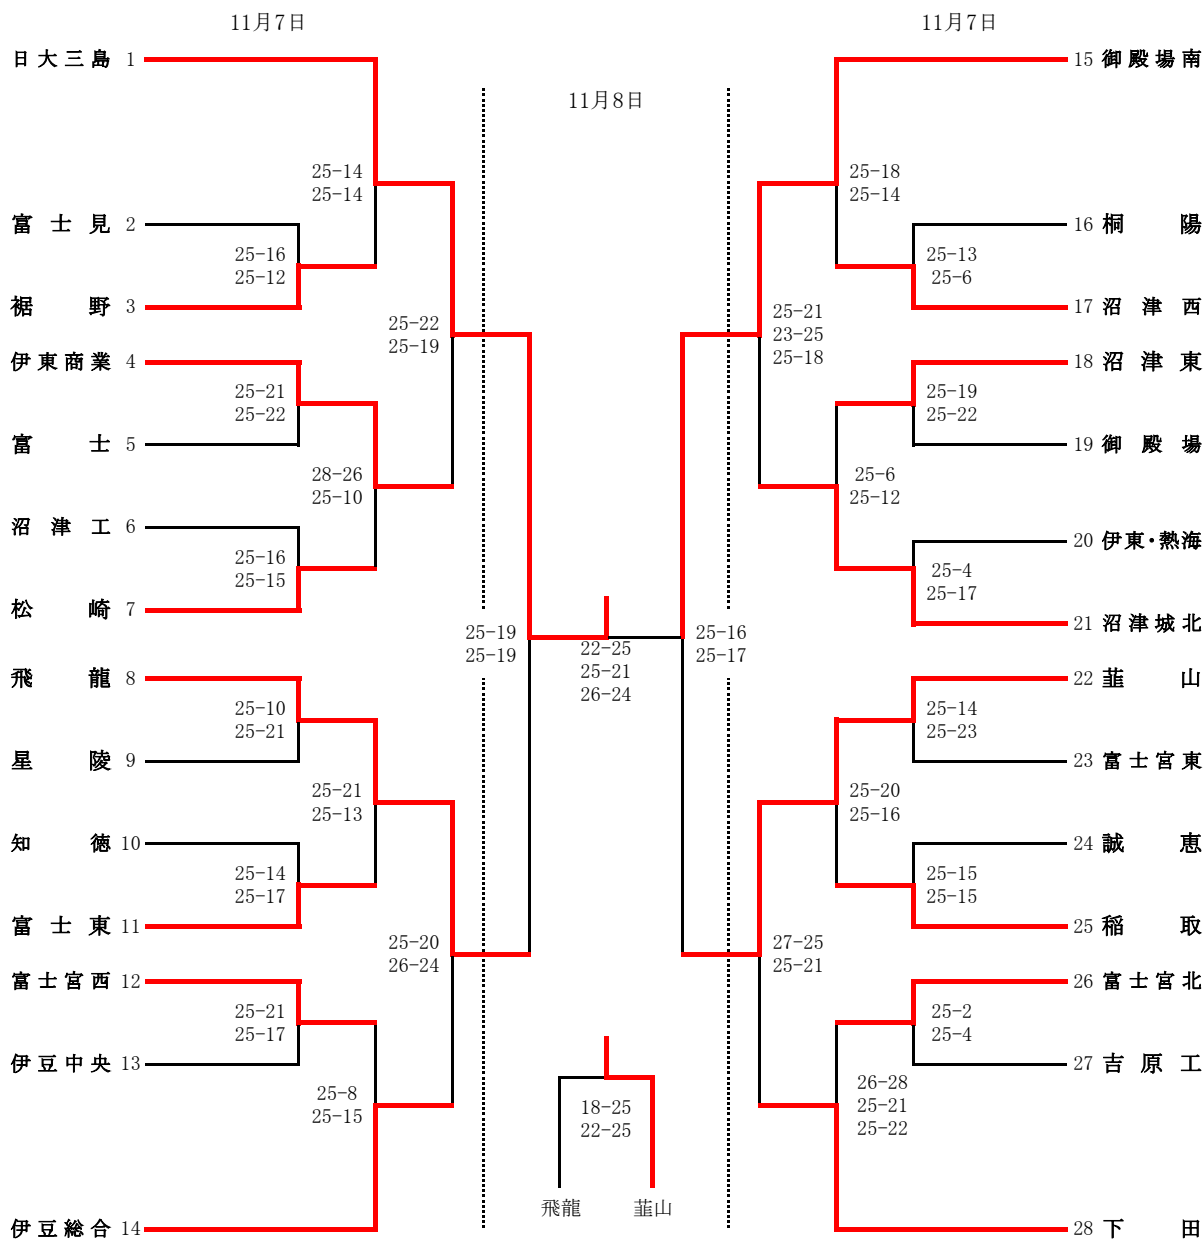 11月7日
11月7日
11月8日
日大三島 1
25-14
25-14
富士見 2
25-16
25-12
裾野 3
25-22
25-19
伊東商業 4
25-21
25-22
富士 5
28-26
25-10
沼津工 6
25-16
25-15
松崎 7
25-19
25-19
飛龍 8
25-10
25-21
星陵 9
25-21
25-13
知徳 10
25-14
25-17
富士東 11
25-20
26-24
富士宮西 12
25-21
25-17
伊豆中央 13
25-8
25-15
伊豆総合 14
22-25
25-21
26-24
18-25
22-25
飛龍 韮山
15 御殿場南
25-18
25-14
16 桐陽
25-13
25-6
17 沼津西
25-21
23-25
25-18
18 沼津東
25-19
25-22
19 御殿場
25-6
25-12
20 伊東・熱海
25-4
25-17
21 沼津城北
25-16
25-17
22 韮山
25-14
25-23
23 富士宮東
25-20
25-16
24 誠恵
25-15
25-15
25 稲取
27-25
25-21
26 富士宮北
25-2
25-4
27 吉原工
26-28
25-21
25-22
28 下田